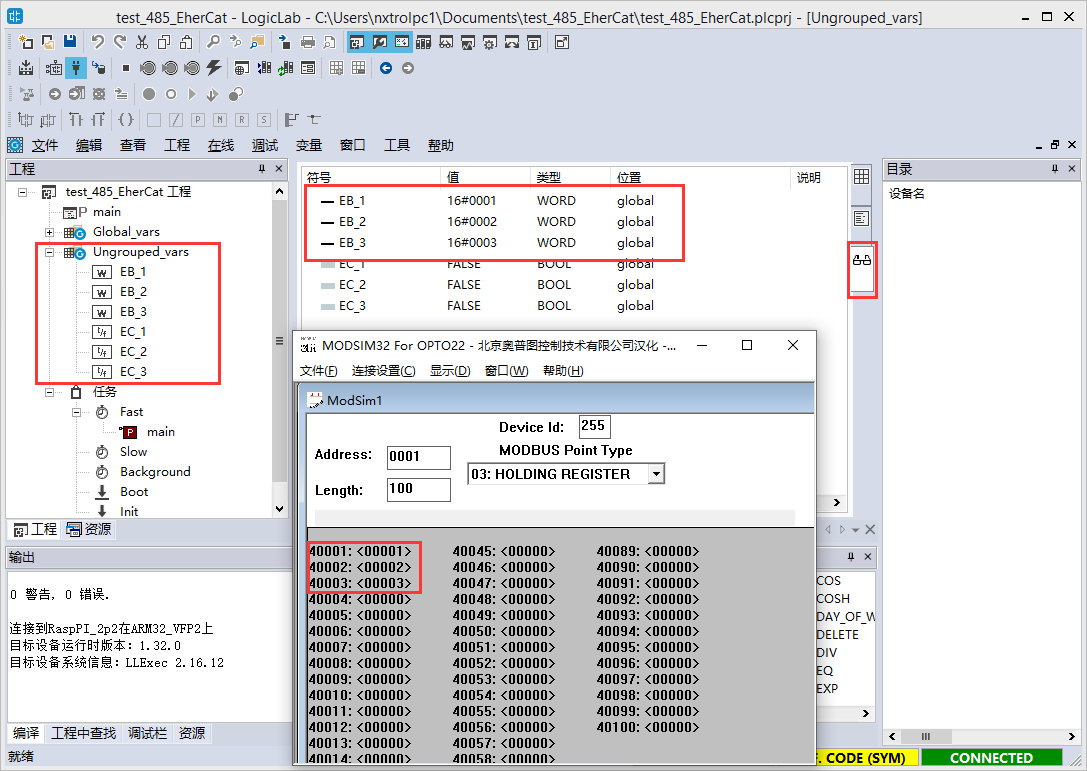 test_485_EherCat - LogicLab - C:\Users\nxtrolpc1\Documents\test_485_EherCat\test_485_EherCat.plcprj - [Ungrouped_vars]
文件 编辑 查看 工程 在线 调试 变量 窗口 工具 帮助
工程
test_485_EherCat 工程
main
Global_vars
Ungrouped_vars
EB_1
EB_2
EB_3
EC_1
EC_2
EC_3
任务
Fast
main
Slow
Background
Boot
Init
工程 资源
符号 值 类型 位置 说明
EB_1 16#0001 WORD global
EB_2 16#0002 WORD global
EB_3 16#0003 WORD global
EC_1 FALSE BOOL global
EC_2 FALSE BOOL global
EC_3 FALSE BOOL global
目录
设备名
MODSIM32 For OPTO22 - 北京奥普图控制技术有限公司汉化 -...
文件(F) 连接设置(C) 显示(D) 窗口(W) 帮助(H)
ModSim1
Device Id: 255
Address: 0001
MODBUS Point Type
03: HOLDING REGISTER
Length: 100
40001: <00001> 40045: <00000> 40089: <00000>
40002: <00002> 40046: <00000> 40090: <00000>
40003: <00003> 40047: <00000> 40091: <00000>
40004: <00000> 40048: <00000> 40092: <00000>
40005: <00000> 40049: <00000> 40093: <00000>
40006: <00000> 40050: <00000> 40094: <00000>
40007: <00000> 40051: <00000> 40095: <00000>
40008: <00000> 40052: <00000> 40096: <00000>
40009: <00000> 40053: <00000> 40097: <00000>
40010: <00000> 40054: <00000> 40098: <00000>
40011: <00000> 40055: <00000> 40099: <00000>
40012: <00000> 40056: <00000> 40100: <00000>
40013: <00000> 40057: <00000>
40014: <00000> 40058: <00000>
输出
0 警告, 0 错误.
连接到RaspPI_2p2在ARM32_VFP2上
目标设备运行时版本: 1.32.0
目标设备系统信息: LLExec 2.16.12
编译 工程中查找 调试栏 资源
COS
COSH
DAY_OF_W
DELETE
DIV
EQ
EXP
就绪
F. CODE (SYM) CONNECTED